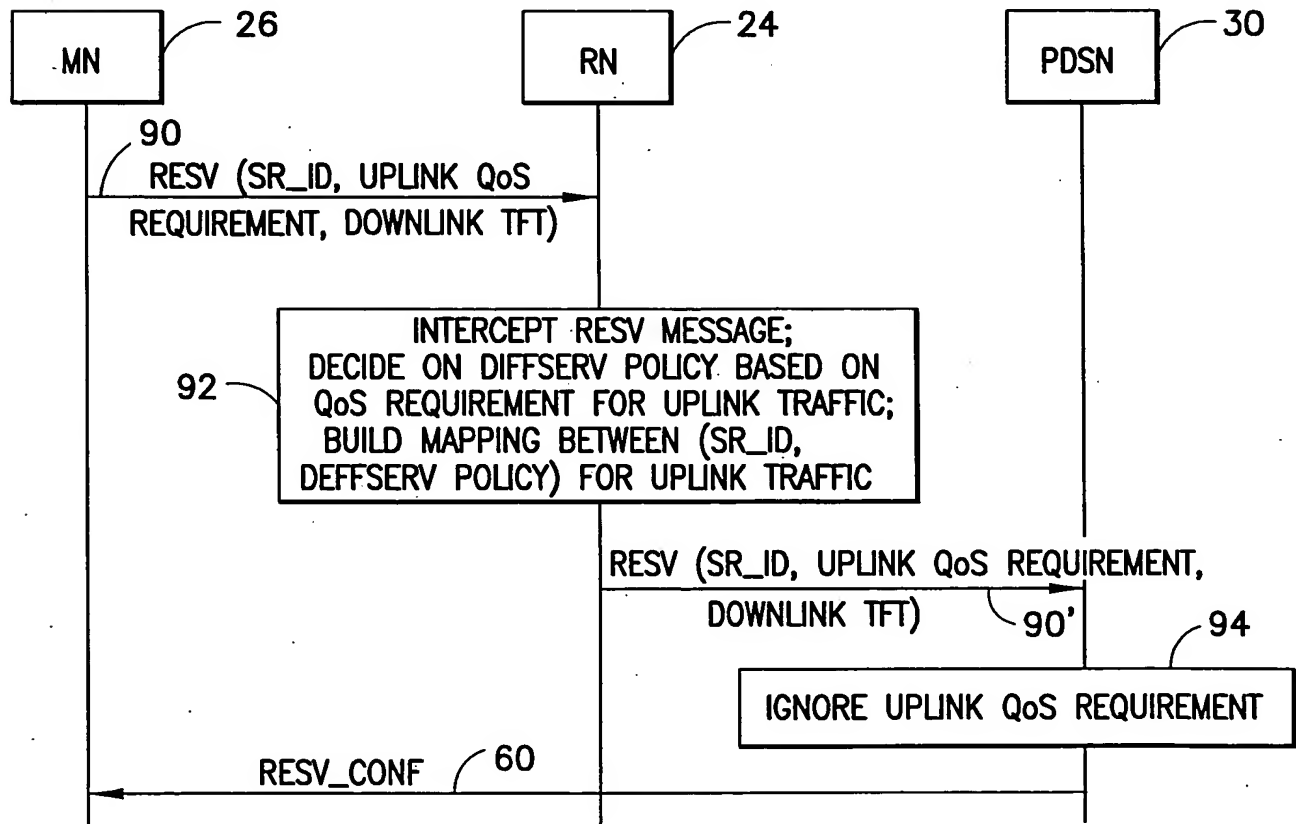 MN
26
RN
24
PDSN
30
90
RESV (SR_ID, UPLINK QoS
REQUIREMENT, DOWNLINK TFT)
92
INTERCEPT RESV MESSAGE;
DECIDE ON DIFFSERV POLICY BASED ON
QoS REQUIREMENT FOR UPLINK TRAFFIC;
BUILD MAPPING BETWEEN (SR_ID,
DEFFSERV POLICY) FOR UPLINK TRAFFIC
RESV (SR_ID, UPLINK QoS REQUIREMENT,
DOWNLINK TFT)
90'
94
IGNORE UPLINK QoS REQUIREMENT
RESV_CONF
60